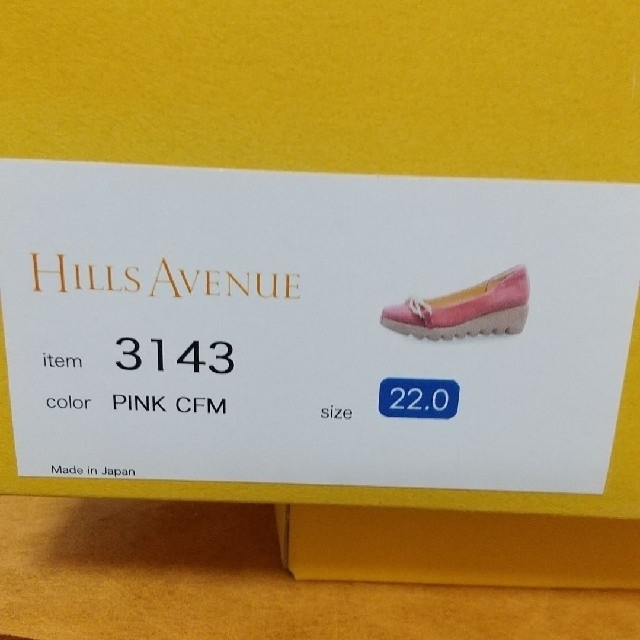 HILLS AVENUE
item 3143
color PINK CFM
size 22.0
Made in Japan